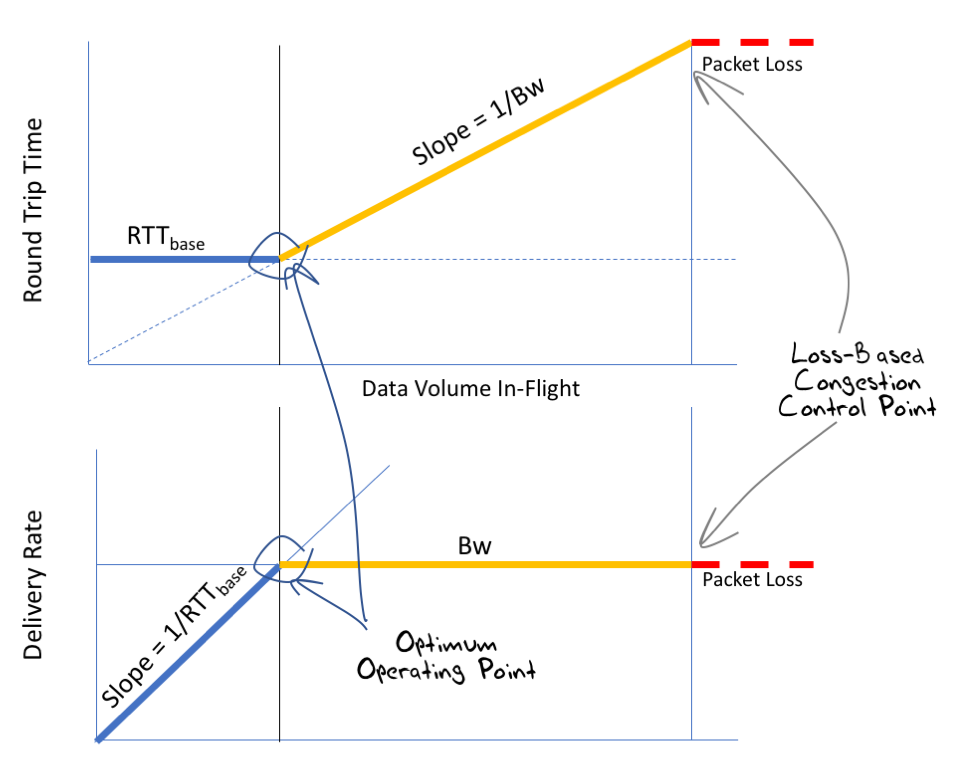 Round Trip Time
RTTbase
Slope = 1/Bw
Packet Loss
Loss-Based
Congestion
Control Point
Data Volume In-Flight
Delivery Rate
Slope = 1/RTTbase
Bw
Packet Loss
Optimum
Operating Point